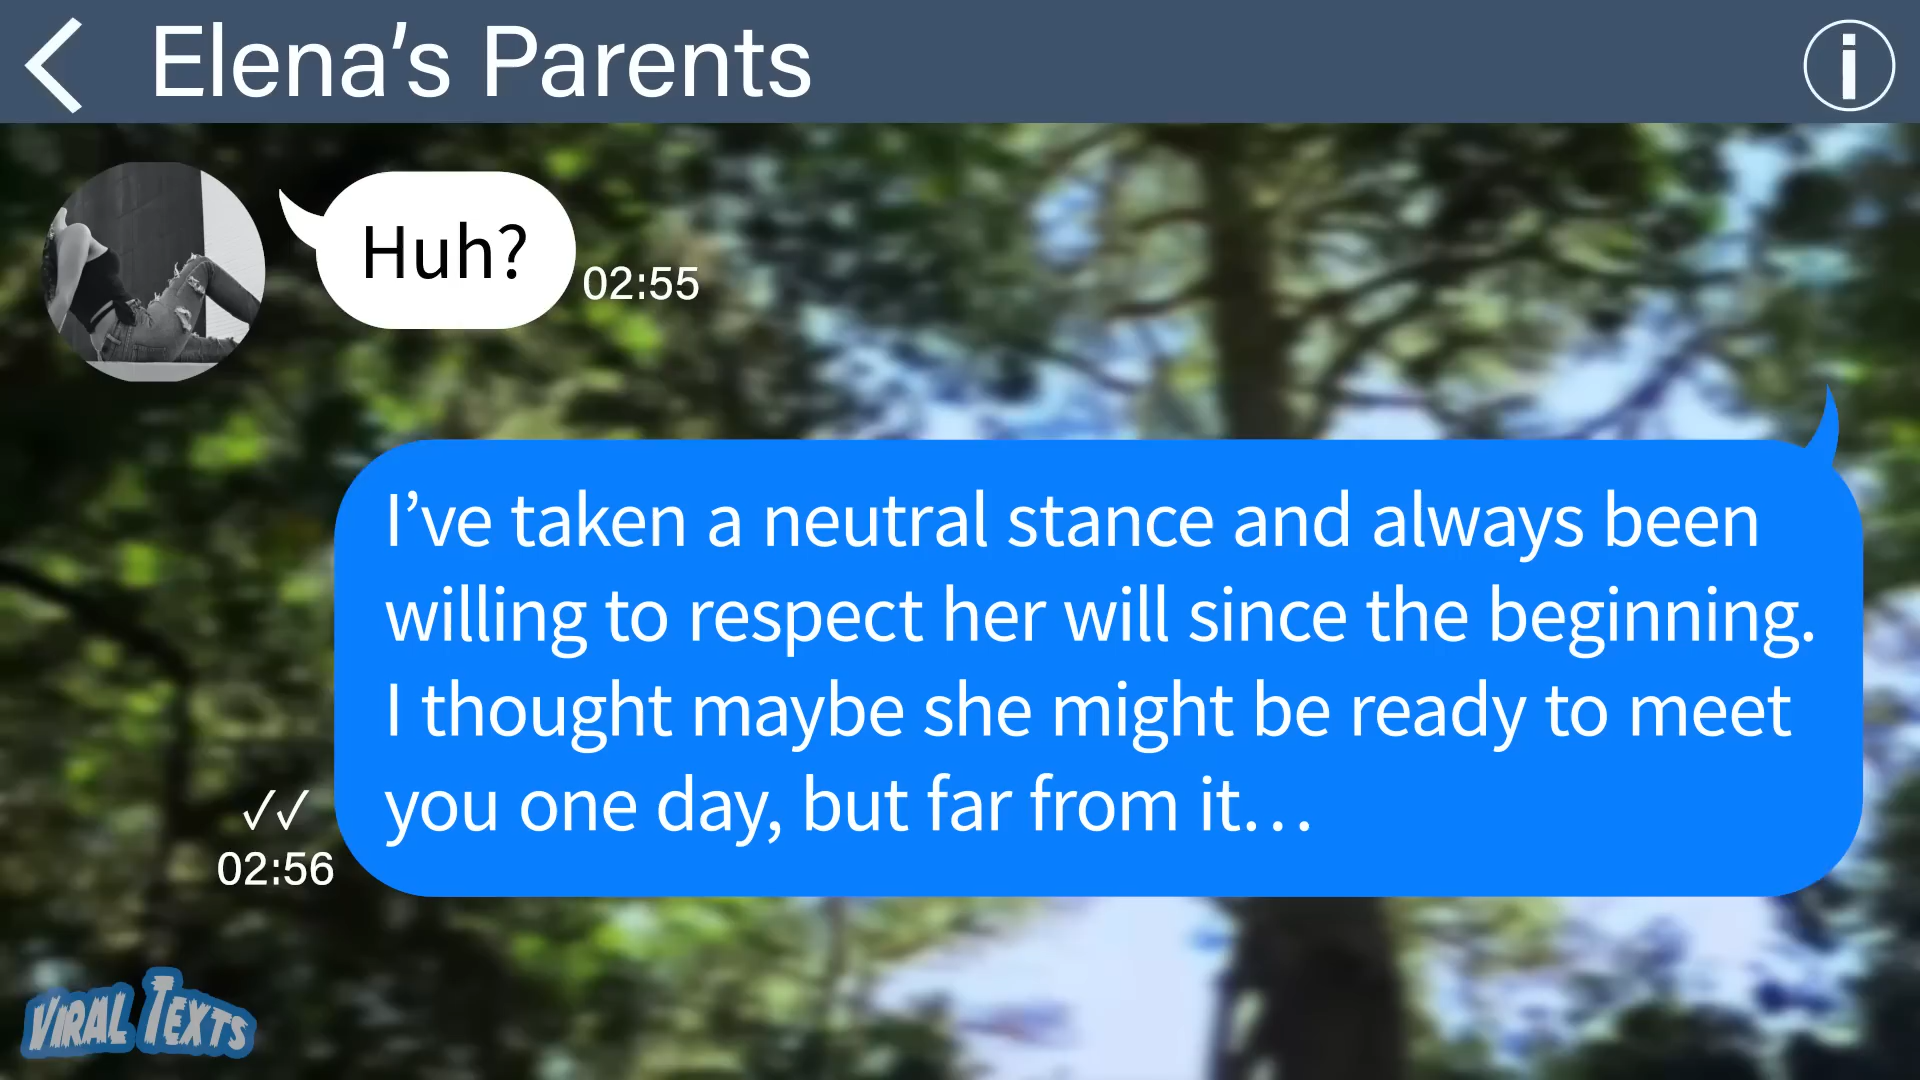 Elena’s Parents
Huh?
02:55
I’ve taken a neutral stance and always been
willing to respect her will since the beginning.
I thought maybe she might be ready to meet
you one day, but far from it…
02:56
VIRAL TEXTS